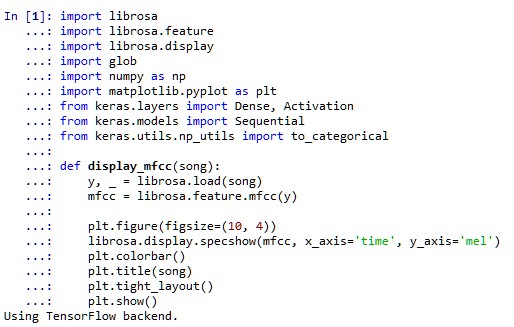 In [1]: import librosa
   ...: import librosa.feature
   ...: import librosa.display
   ...: import glob
   ...: import numpy as np
   ...: import matplotlib.pyplot as plt
   ...: from keras.layers import Dense, Activation
   ...: from keras.models import Sequential
   ...: from keras.utils.np_utils import to_categorical
   ...:
   ...: def display_mfcc(song):
   ...:     y, _ = librosa.load(song)
   ...:     mfcc = librosa.feature.mfcc(y)
   ...:
   ...:     plt.figure(figsize=(10, 4))
   ...:     librosa.display.specshow(mfcc, x_axis='time', y_axis='mel')
   ...:     plt.colorbar()
   ...:     plt.title(song)
   ...:     plt.tight_layout()
   ...:     plt.show()
Using TensorFlow backend.